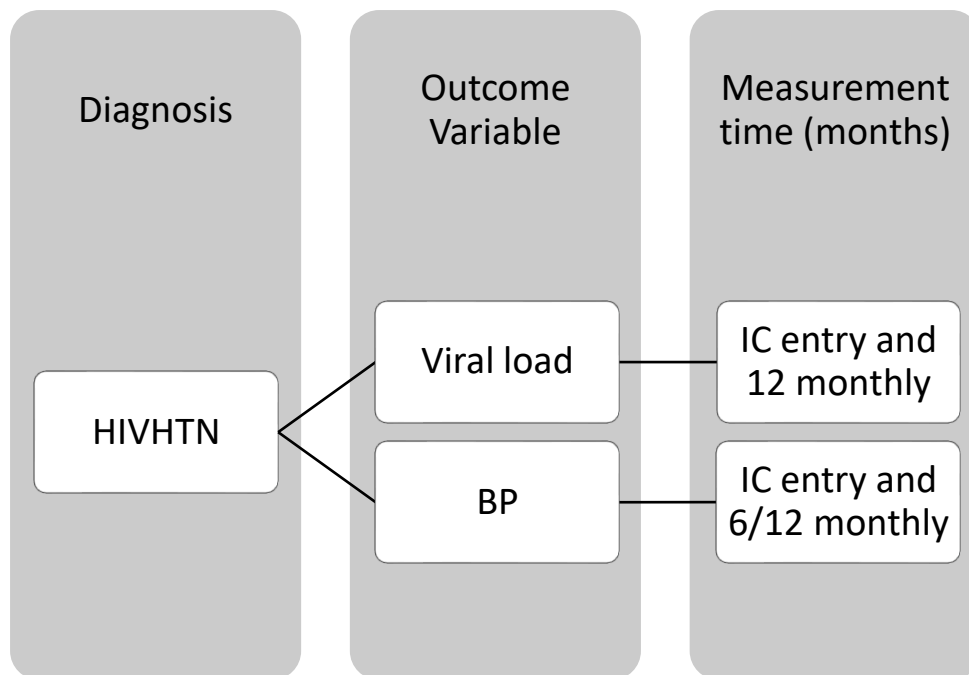 Diagnosis
Outcome
Variable
Measurement
time (months)
HIVHTN
Viral load
IC entry and
12 monthly
BP
IC entry and
6/12 monthly